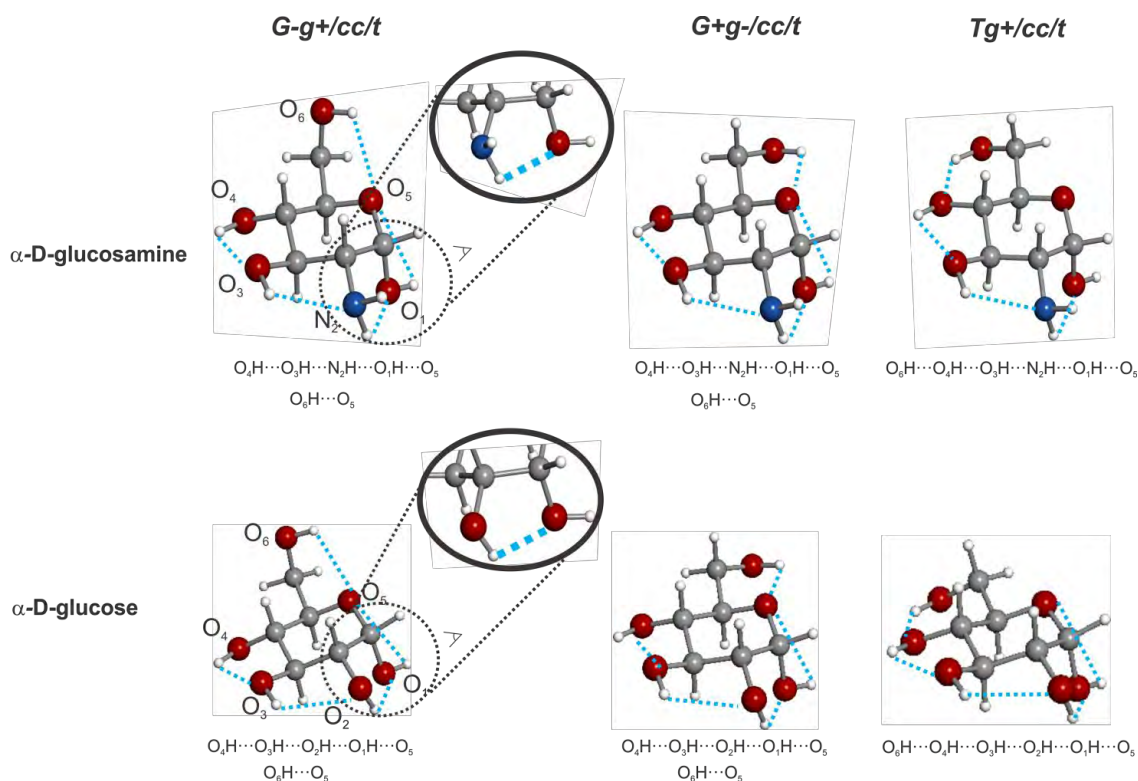 G-g+/cc/t
G+g-/cc/t
Tg+/cc/t
α-D-glucosamine
O₆
O₄
O₅
O₃
N₂
O₁
O₄H···O₃H···N₂H···O₁H···O₅
O₆H···O₅
O₄H···O₃H···N₂H···O₁H···O₅
O₆H···O₅
O₆H···O₄H···O₃H···N₂H···O₁H···O₅
α-D-glucose
O₆
O₅
O₄
O₃
O₂
O₁
O₄H···O₃H···O₂H···O₁H···O₅
O₆H···O₅
O₄H···O₃H···O₂H···O₁H···O₅
O₆H···O₅
O₆H···O₄H···O₃H···O₂H···O₁H···O₅